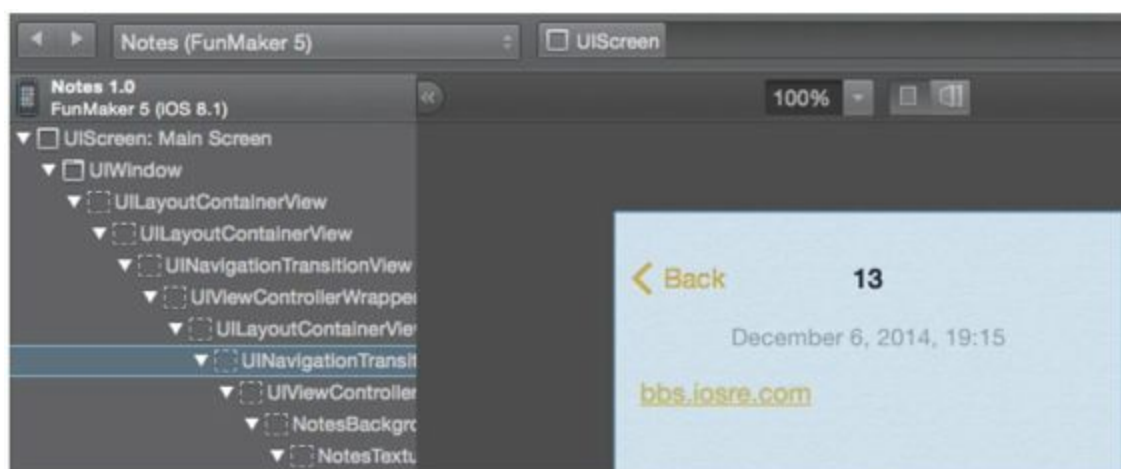 Notes (FunMaker 5)
UIScreen
Notes 1.0
FunMaker 5 (iOS 8.1)
100%
UIScreen: Main Screen
UIWindow
UILayoutContainerView
UILayoutContainerView
UINavigationTransitionView
UIViewControllerWrapper
UILayoutContainerVie
UINavigationTransit
UIViewController
NotesBackgro
NotesTextu
Back
13
December 6, 2014, 19:15
bbs.iosre.com